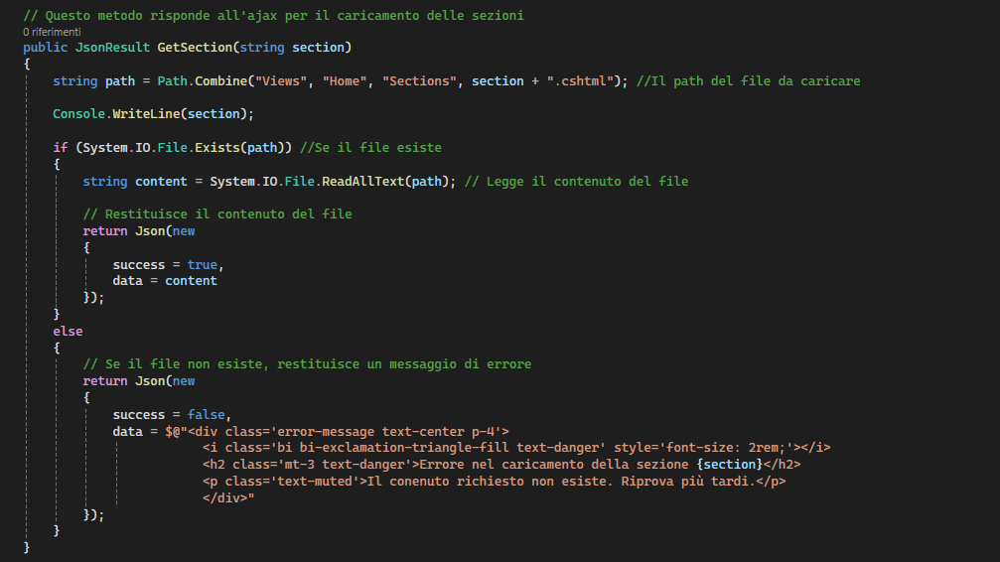 // Questo metodo risponde all'ajax per il caricamento delle sezioni
0 riferimenti
public JsonResult GetSection(string section)
{
string path = Path.Combine("Views", "Home", "Sections", section + ".cshtml"); //Il path del file da caricare
Console.WriteLine(section);
if (System.IO.File.Exists(path)) //Se il file esiste
{
string content = System.IO.File.ReadAllText(path); // Legge il contenuto del file
// Restituisce il contenuto del file
return Json(new
{
success = true,
data = content
});
}
else
{
// Se il file non esiste, restituisce un messaggio di errore
return Json(new
{
success = false,
data = $@"<div class='error-message text-center p-4'>
<i class='bi bi-exclamation-triangle-fill text-danger' style='font-size: 2rem;'></i>
<h2 class='mt-3 text-danger'>Errore nel caricamento della sezione {section}</h2>
<p class='text-muted'>Il conenuto richiesto non esiste. Riprova più tardi.</p>
</div>"
});
}
}